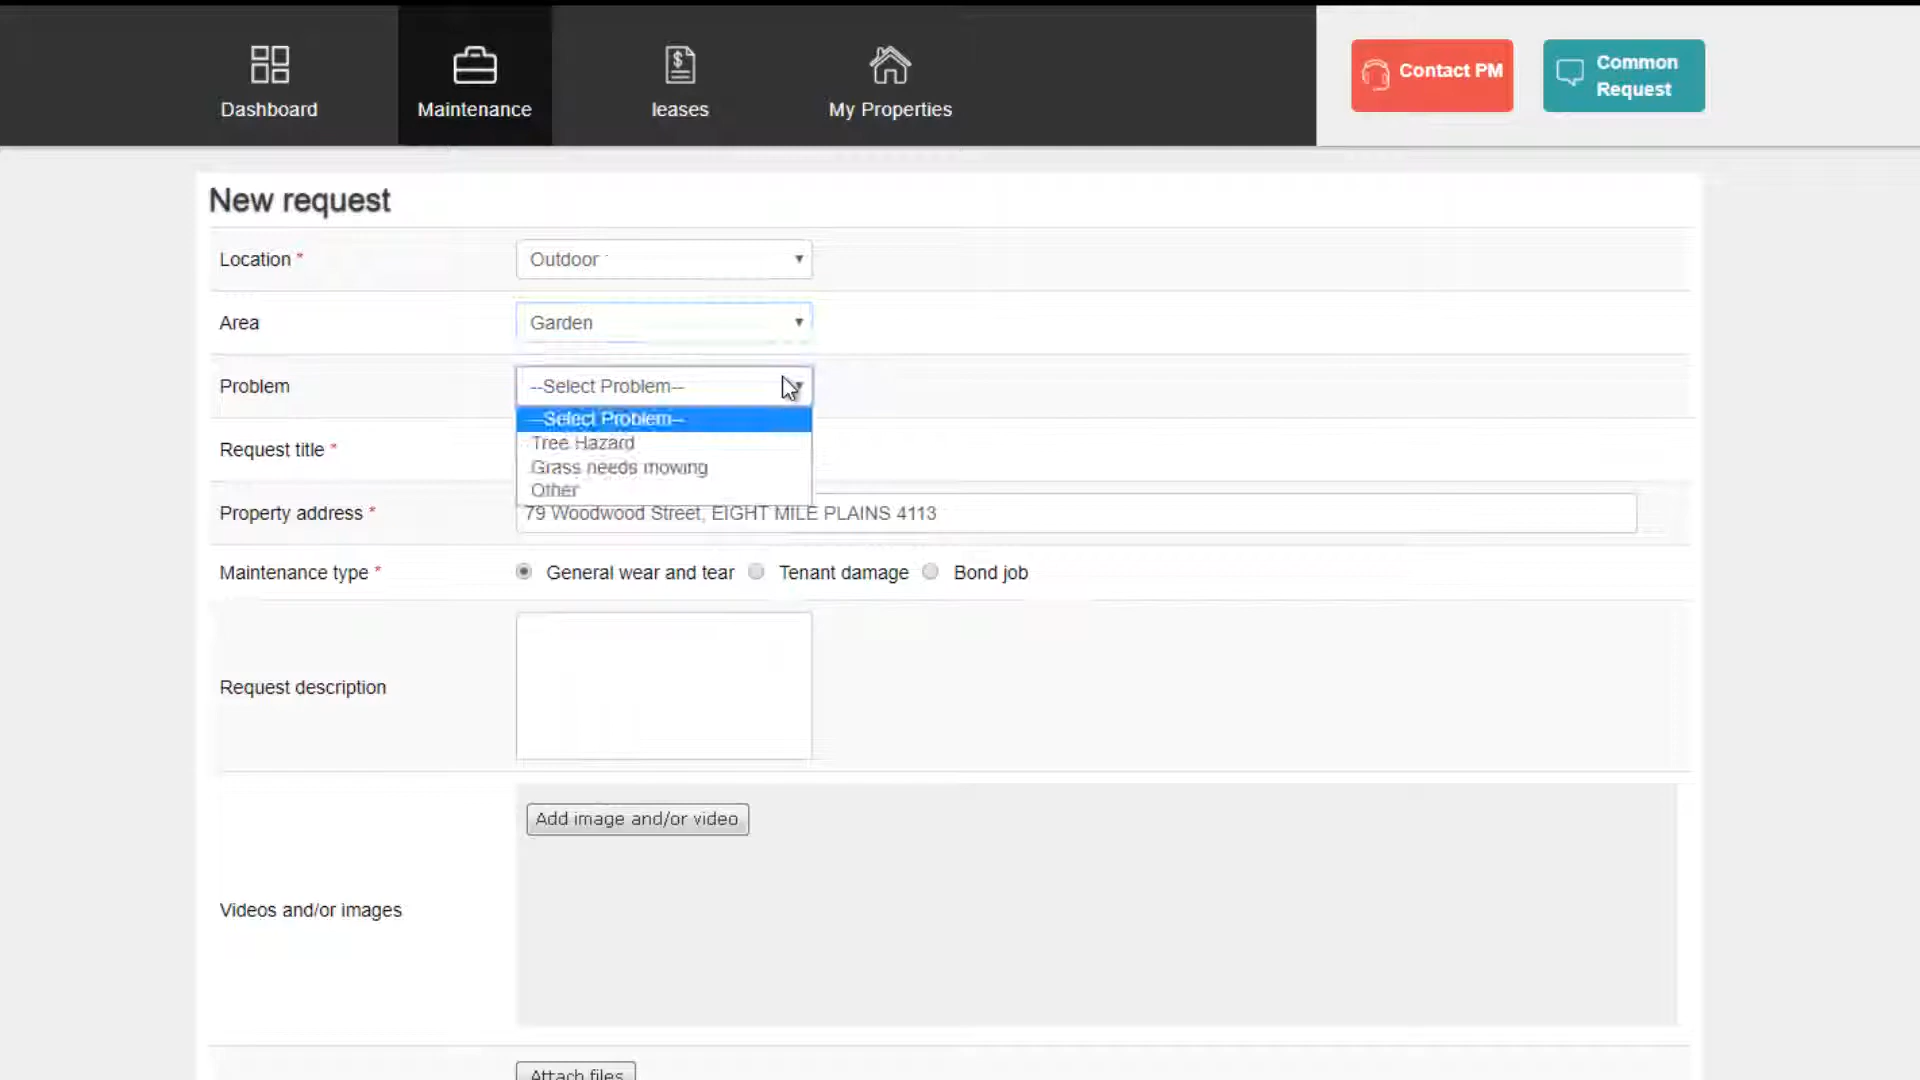 Dashboard
Maintenance
leases
My Properties
Contact PM
Common
Request
New request
Location *
Outdoor
Area
Garden
Problem
--Select Problem--
--Select Problem--
Tree Hazard
Request title *
Grass needs mowing
Other
Property address *
79 Woodwood Street, EIGHT MILE PLAINS 4113
Maintenance type *
General wear and tear
Tenant damage
Bond job
Request description
Add image and/or video
Videos and/or images
Attach files